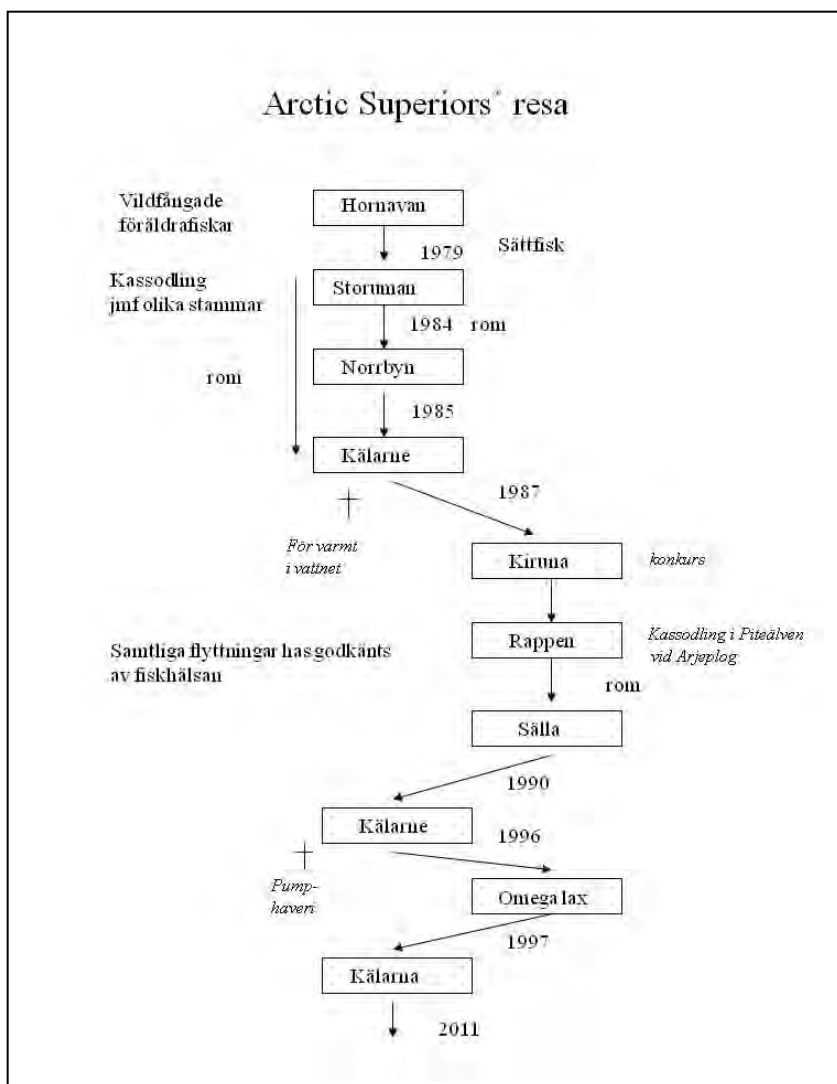 Arctic Superiors´ resa
Vildfångade
föräldrafiskar
Hornavan
1979
Sättfisk
Kassodling
jmf olika stammar
Storuman
1984 rom
rom
Norrbyn
1985
Kälarne
1987
För varmt
i vattnet
Kiruna
konkurs
Samtliga flyttningar has godkänts
av fiskhälsan
Rappen
Kassodling i Piteälven
vid Arjeplog
rom
Sälla
1990
Kälarne
1996
Pump-
haveri
Omega lax
1997
Kälarna
2011